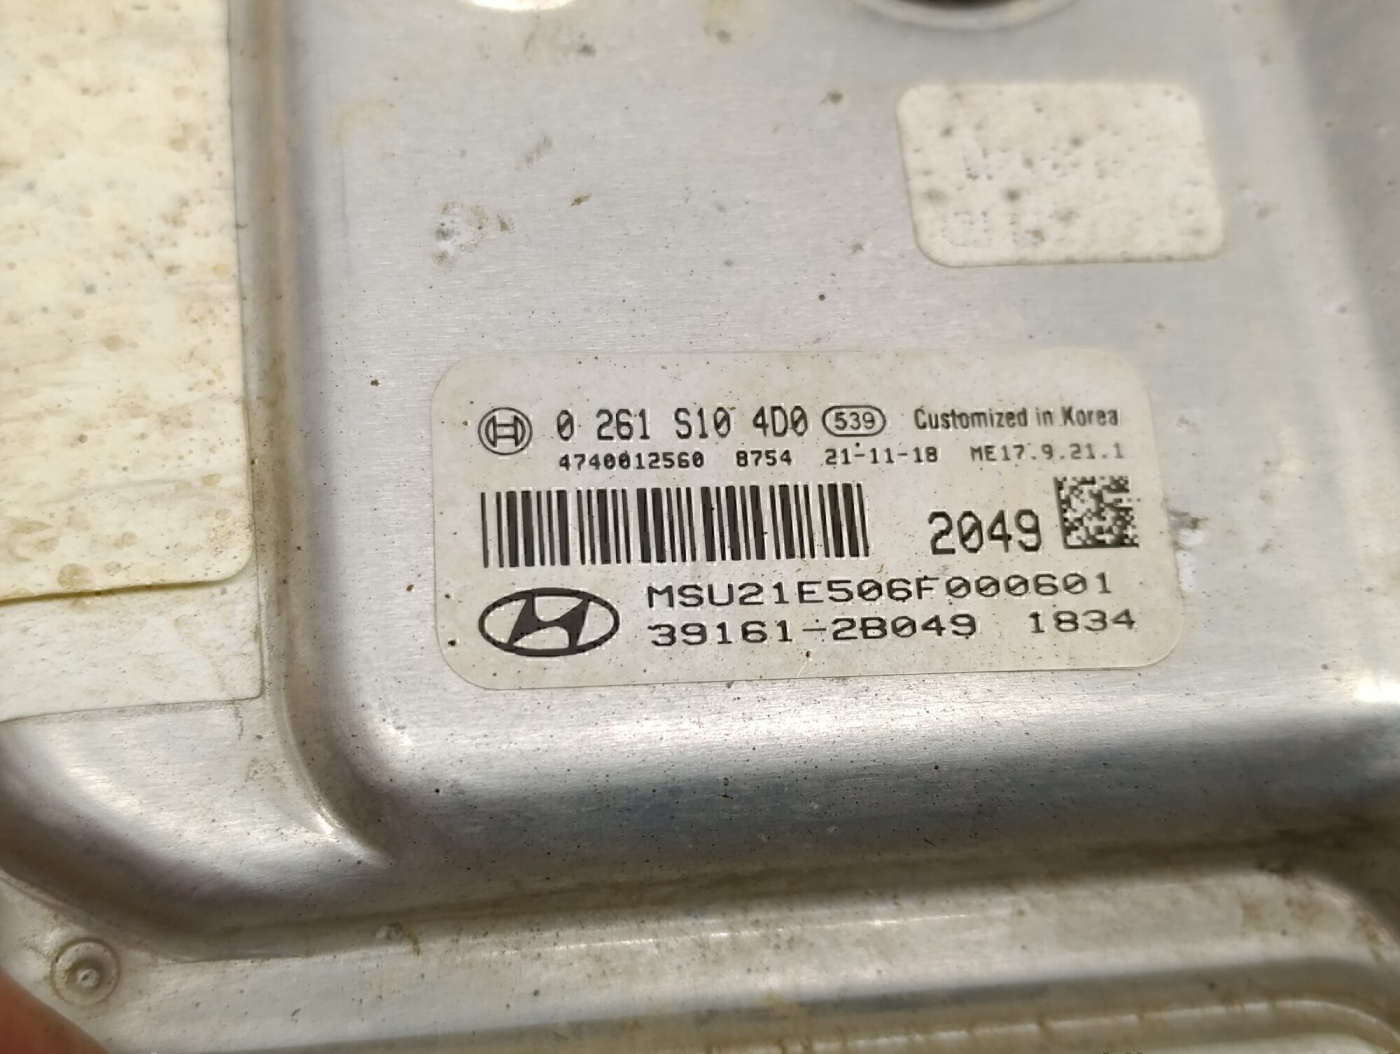 0 261 S10 4D0 539 Customized in Korea
4740012560 8754 21-11-18 ME17.9.21.1
2049
MSU21E506F000601
39161-2B049 1834